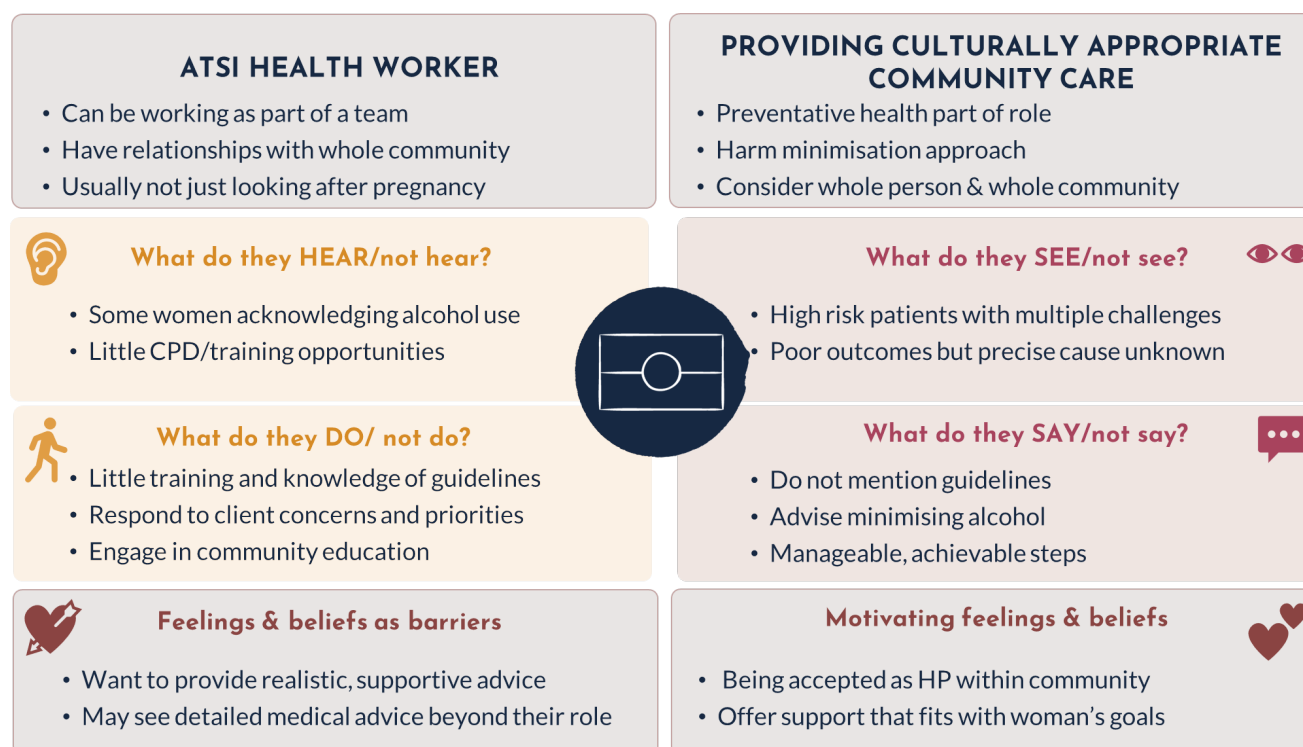 ATSI HEALTH WORKER
• Can be working as part of a team
• Have relationships with whole community
• Usually not just looking after pregnancy
PROVIDING CULTURALLY APPROPRIATE
COMMUNITY CARE
• Preventative health part of role
• Harm minimisation approach
• Consider whole person & whole community
What do they HEAR/not hear?
• Some women acknowledging alcohol use
• Little CPD/training opportunities
What do they SEE/not see?
• High risk patients with multiple challenges
• Poor outcomes but precise cause unknown
What do they DO/ not do?
• Little training and knowledge of guidelines
• Respond to client concerns and priorities
• Engage in community education
What do they SAY/not say?
• Do not mention guidelines
• Advise minimising alcohol
• Manageable, achievable steps
Feelings & beliefs as barriers
• Want to provide realistic, supportive advice
• May see detailed medical advice beyond their role
Motivating feelings & beliefs
• Being accepted as HP within community
• Offer support that fits with woman's goals